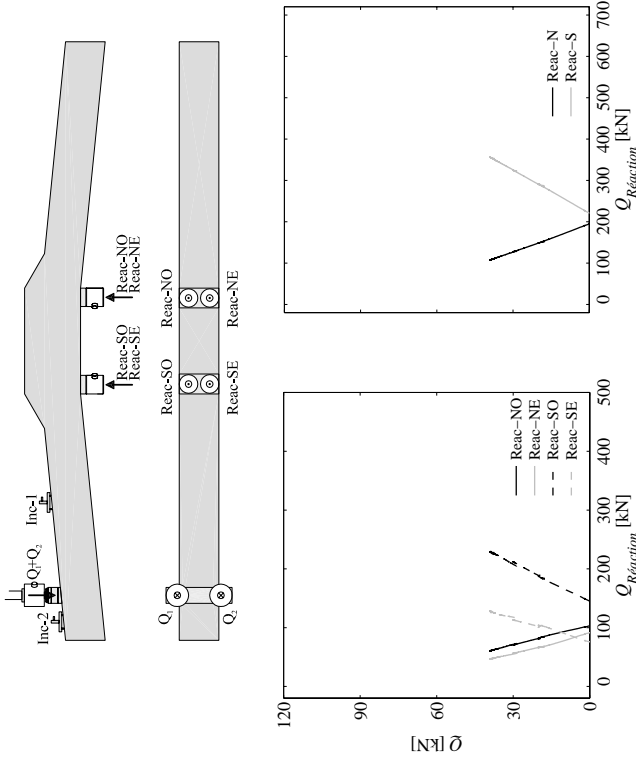 Inc-2
Q₁+Q₂
Inc-1
Reac-SO
Reac-SE
Reac-NO
Reac-NE
Q₁
Q₂
Reac-SO
Reac-SE
Reac-NO
Reac-NE
120
90
60
30
0
Q [kN]
0
100
200
300
400
500
Q_Réaction [kN]
Reac-NO
Reac-NE
Reac-SO
Reac-SE
0
100
200
300
400
500
600
700
Q_Réaction [kN]
Reac-N
Reac-S